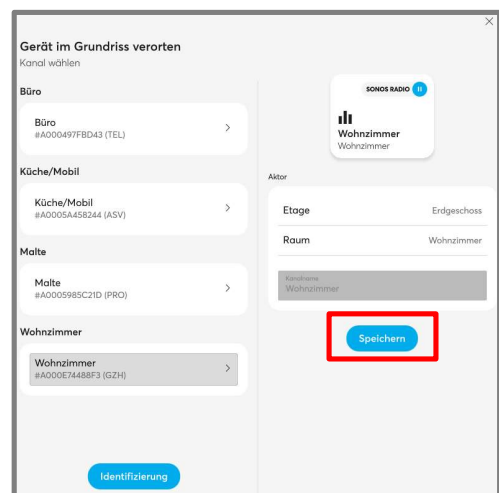 Gerät im Grundriss verorten
Kanal wählen
Büro
Büro
#A000497FBD43 (TEL)
Küche/Mobil
Küche/Mobil
#A0005A458244 (ASV)
Malte
Malte
#A0005985C21D (PRO)
Wohnzimmer
Wohnzimmer
#A000E74488F3 (GZH)
Identifizierung
SONOS RADIO
Wohnzimmer
Wohnzimmer
Aktor
Etage Erdgeschoss
Raum Wohnzimmer
Kanalname
Wohnzimmer
Speichern